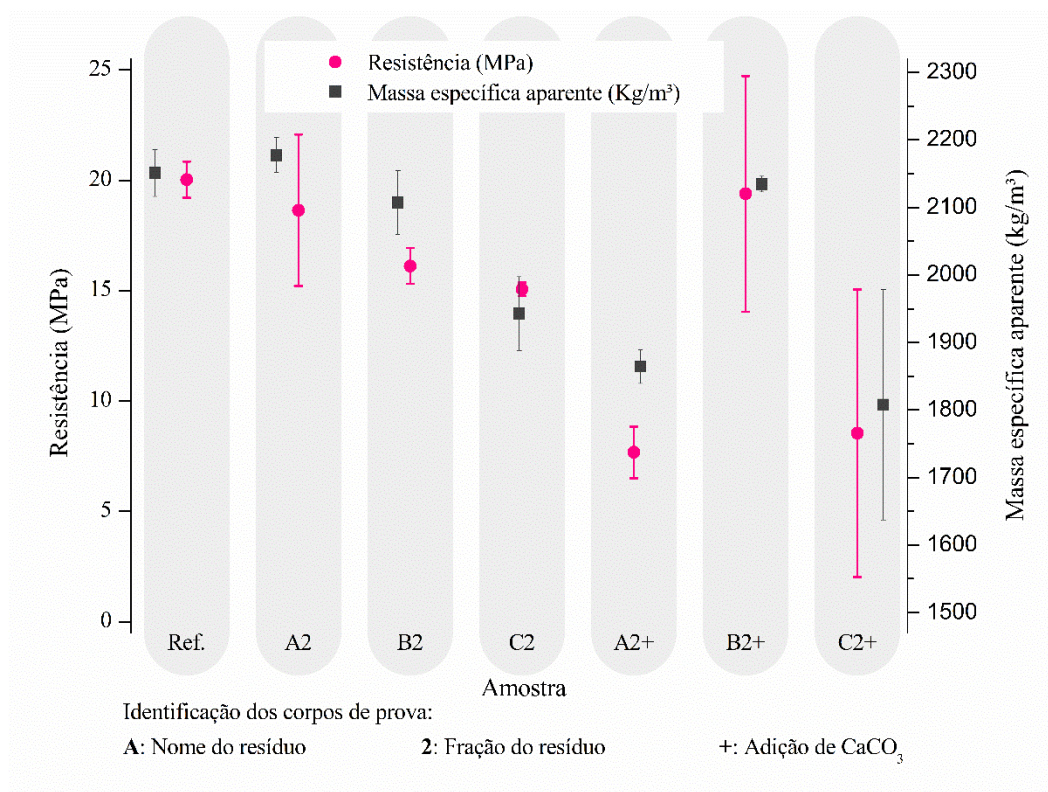 Resistência (MPa)
Massa específica aparente (Kg/m³)
25
20
15
10
5
0
Resistência (MPa)
2300
2200
2100
2000
1900
1800
1700
1600
1500
Massa específica aparente (kg/m³)
Ref. A2 B2 C2 A2+ B2+ C2+
Amostra
Identificação dos corpos de prova:
A: Nome do resíduo 2: Fração do resíduo +: Adição de CaCO₃